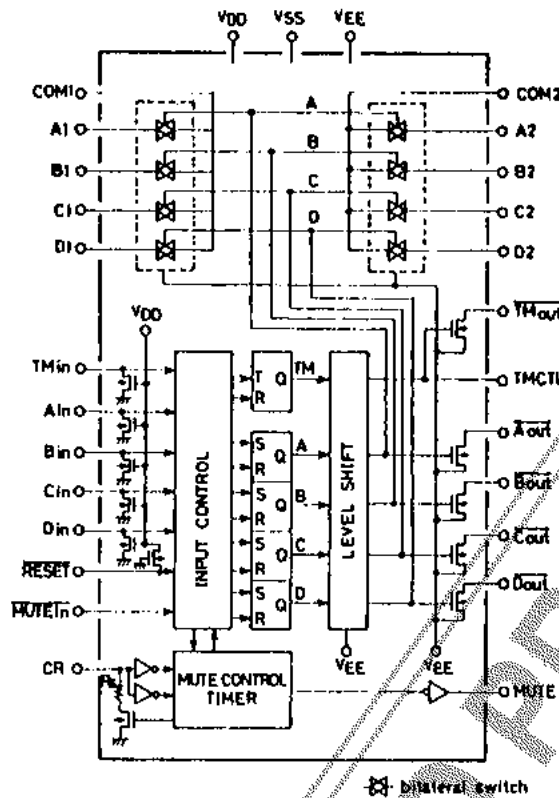 VDD VSS VEE
COM1 COM2
A
A1 A2
B
B1 B2
C
C1 C2
D
D1 D2
VDD
TMout
TMin T Q TM TMCTL
R
Ain
Aout
Bin S Q A
R
Bout
Cin S Q B
R
Din S Q C Cout
R
RESET
S Q D Dout
MUTEin R
INPUT CONTROL
LEVEL SHIFT
VEE VEE
CR
MUTE CONTROL
TIMER
MUTE
bilateral switch